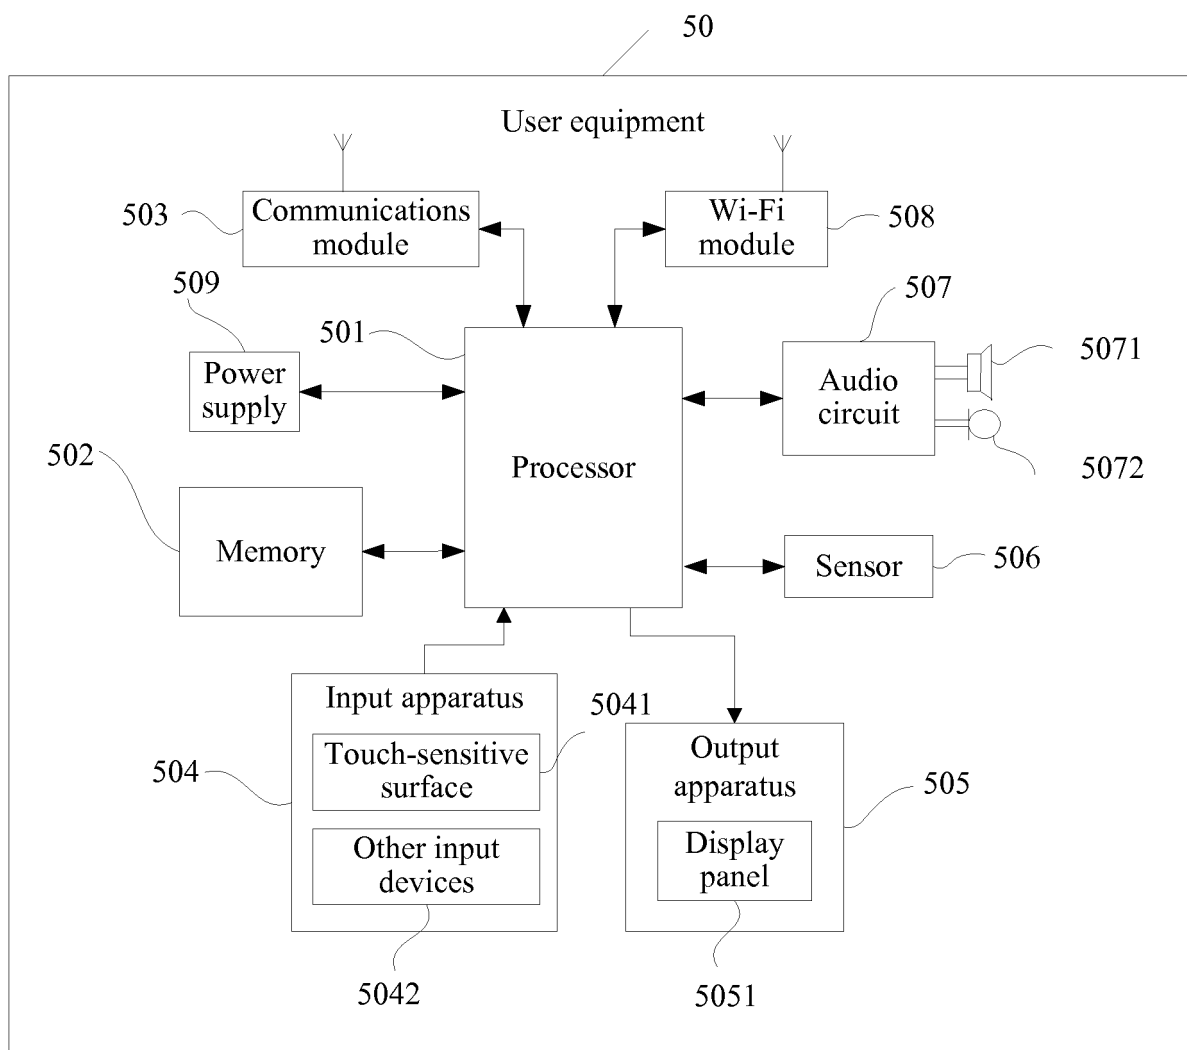 50
User equipment
503
Communications
module
Wi-Fi
module
508
509
501
507
5071
Power
supply
Audio
circuit
502
Processor
5072
Memory
Sensor
506
Input apparatus
5041
504
Touch-sensitive
surface
Output
apparatus
505
Other input
devices
Display
panel
5042
5051